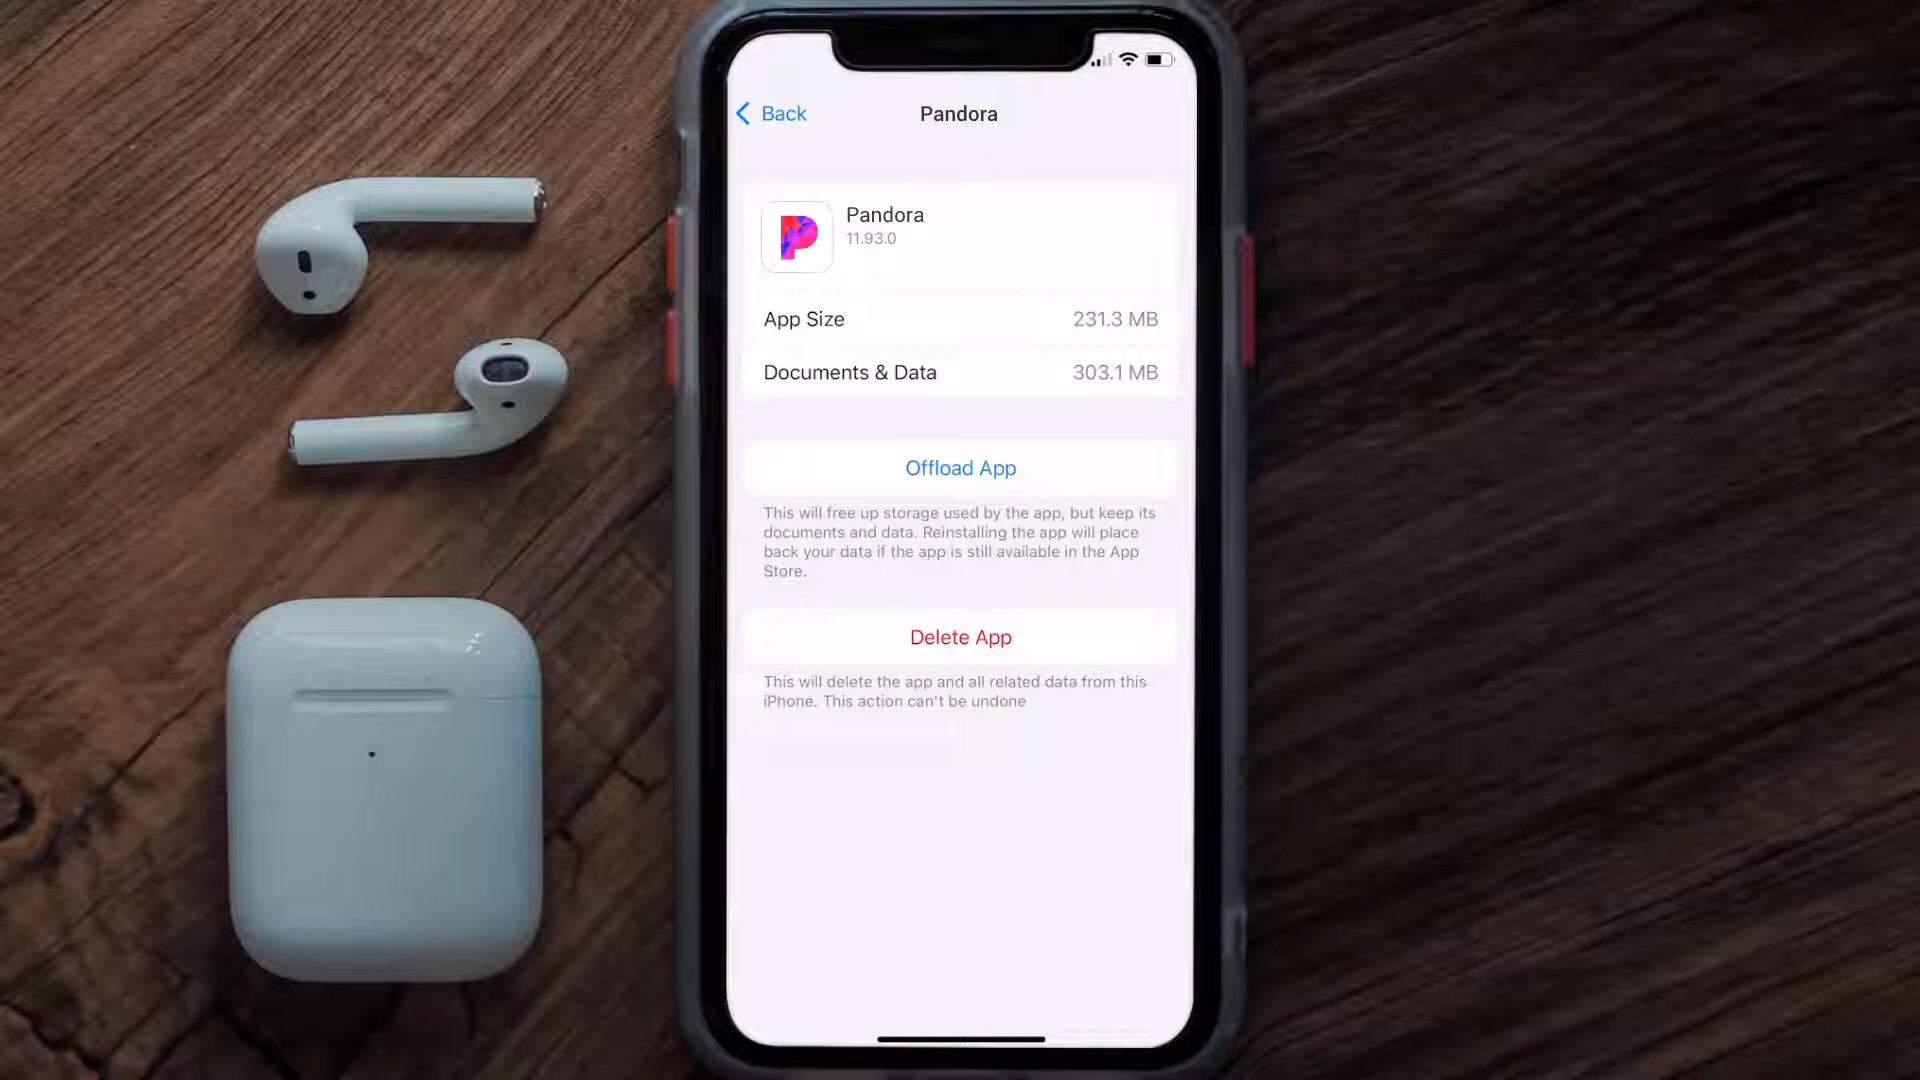 Back
Pandora
Pandora
11.93.0
App Size 231.3 MB
Documents & Data 303.1 MB
Offload App
This will free up storage used by the app, but keep its
documents and data. Reinstalling the app will place
back your data if the app is still available in the App
Store.
Delete App
This will delete the app and all related data from this
iPhone. This action can't be undone